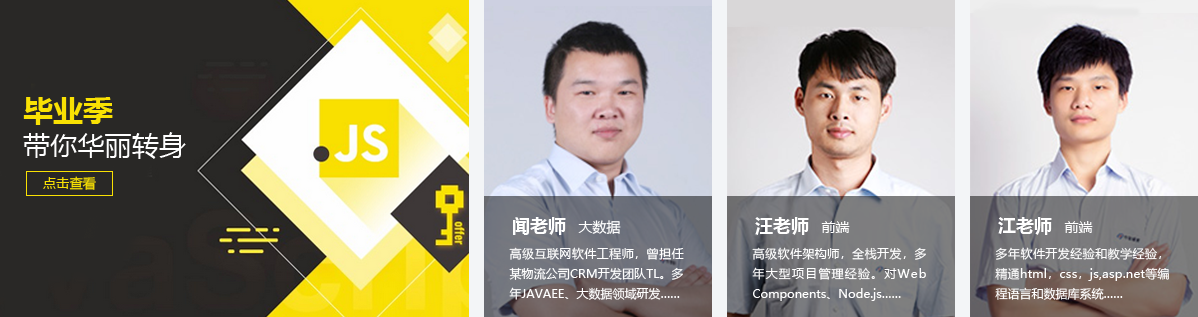 毕业季
带你华丽转身
点击查看
JS
offer
闻老师 大数据
高级互联网软件工程师，曾担任
某物流公司CRM开发团队TL。多
年JAVAEE、大数据领域研发......
汪老师 前端
高级软件架构师，全栈开发，多
年大型项目管理经验。对Web
Components、Node.js......
江老师 前端
多年软件开发经验和教学经验，
精通html，css，js,asp.net等编
程语言和数据库系统......